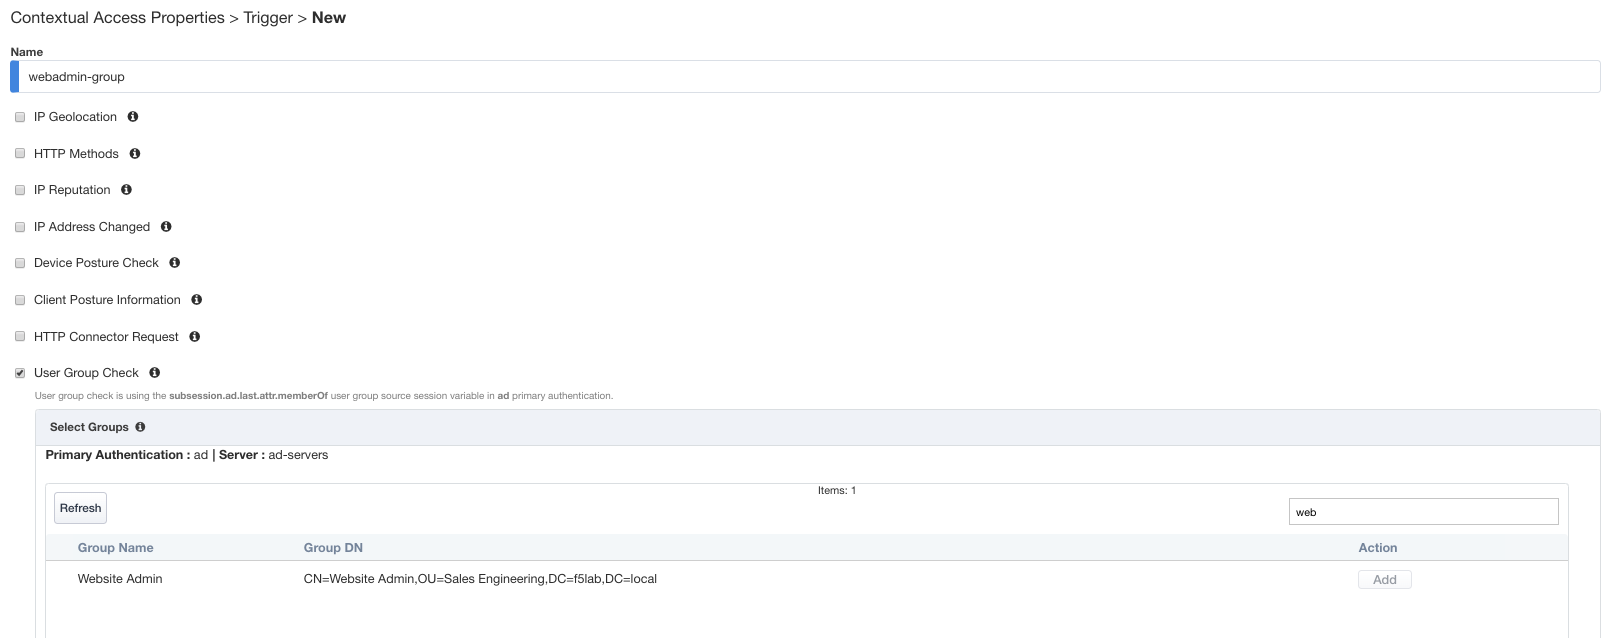 Contextual Access Properties > Trigger > New
Name
webadmin-group
IP Geolocation
HTTP Methods
IP Reputation
IP Address Changed
Device Posture Check
Client Posture Information
HTTP Connector Request
User Group Check
User group check is using the subsession.ad.last.attr.memberOf user group source session variable in ad primary authentication.
Select Groups
Primary Authentication : ad | Server : ad-servers
Items: 1
Refresh
web
Group Name Group DN Action
Website Admin CN=Website Admin,OU=Sales Engineering,DC=f5lab,DC=local Add